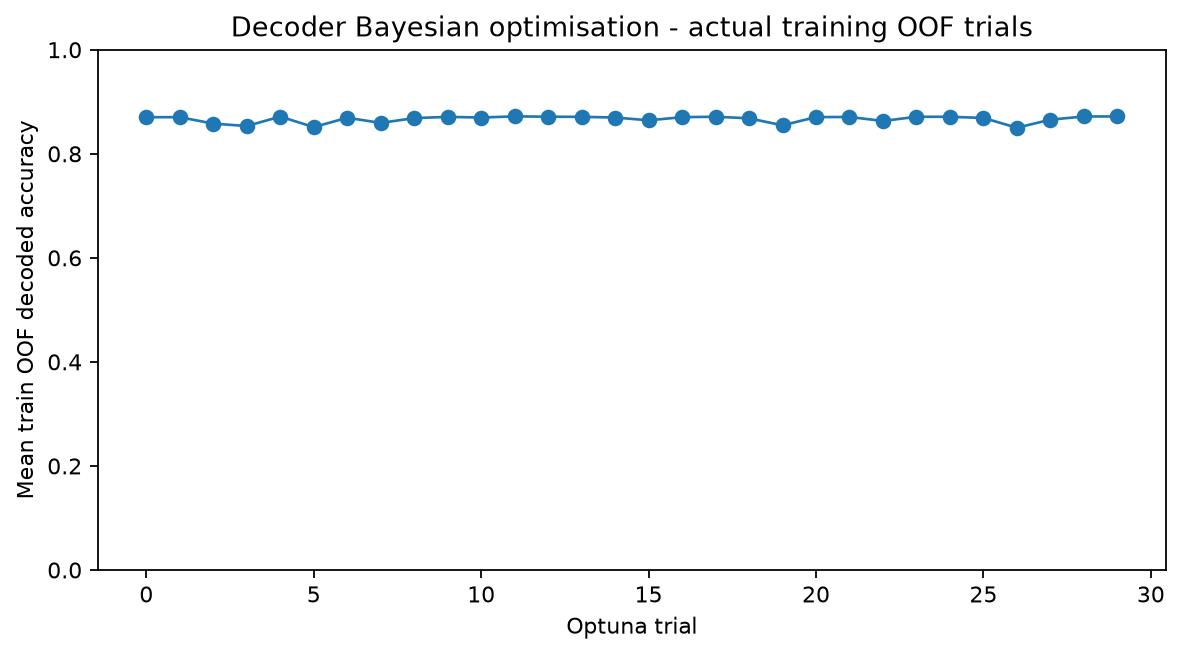 Decoder Bayesian optimisation - actual training OOF trials
Mean train OOF decoded accuracy
1.0
0.8
0.6
0.4
0.2
0.0
0 5 10 15 20 25 30
Optuna trial